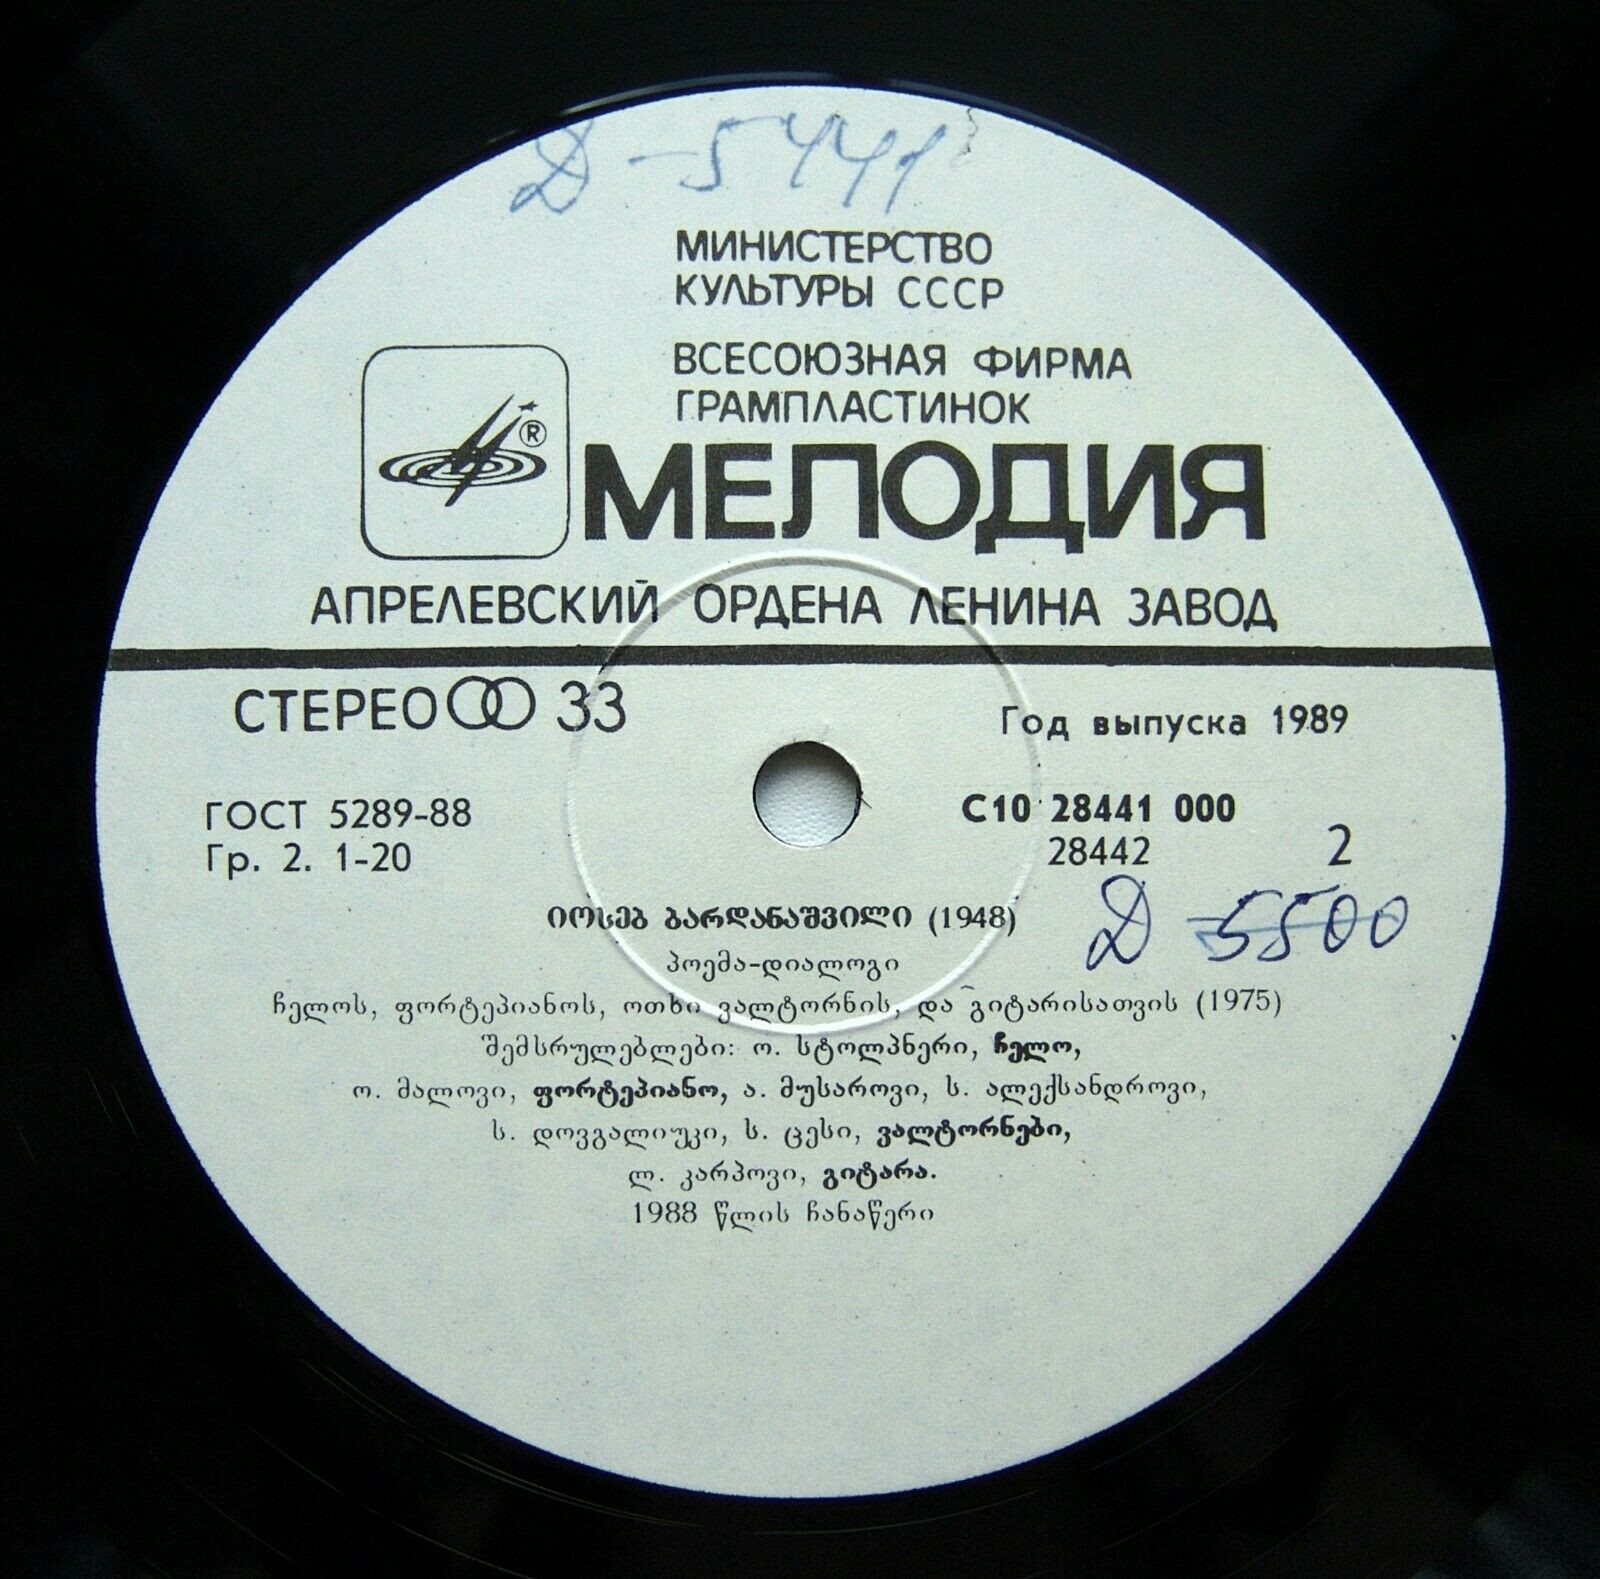 Д-5441
МИНИСТЕРСТВО
КУЛЬТУРЫ СССР
ВСЕСОЮЗНАЯ ФИРМА
ГРАМПЛАСТИНОК
®
МЕЛОДИЯ
АПРЕЛЕВСКИЙ ОРДЕНА ЛЕНИНА ЗАВОД
СТЕРЕО 33
Год выпуска 1989
ГОСТ 5289-88
Гр. 2. 1-20
С10 28441 000
28442 2
Д-5500
იოსებ ბარდანაშვილი (1948)
პოემა-დიალოგი
ჩელოს, ფორტეპიანოს, ოთხი ვალტორნის, და გიტარისათვის (1975)
შემსრულებლები: ო. სტოლპნერი, ჩელო,
ო. მალოვი, ფორტეპიანო, ა. მუსაროვი, ს. ალექსანდროვი,
ს. დოვგალიუკი, ს. ცესი, ვალტორნები,
ლ. კარპოვი, გიტარა.
1988 წლის ჩანაწერი